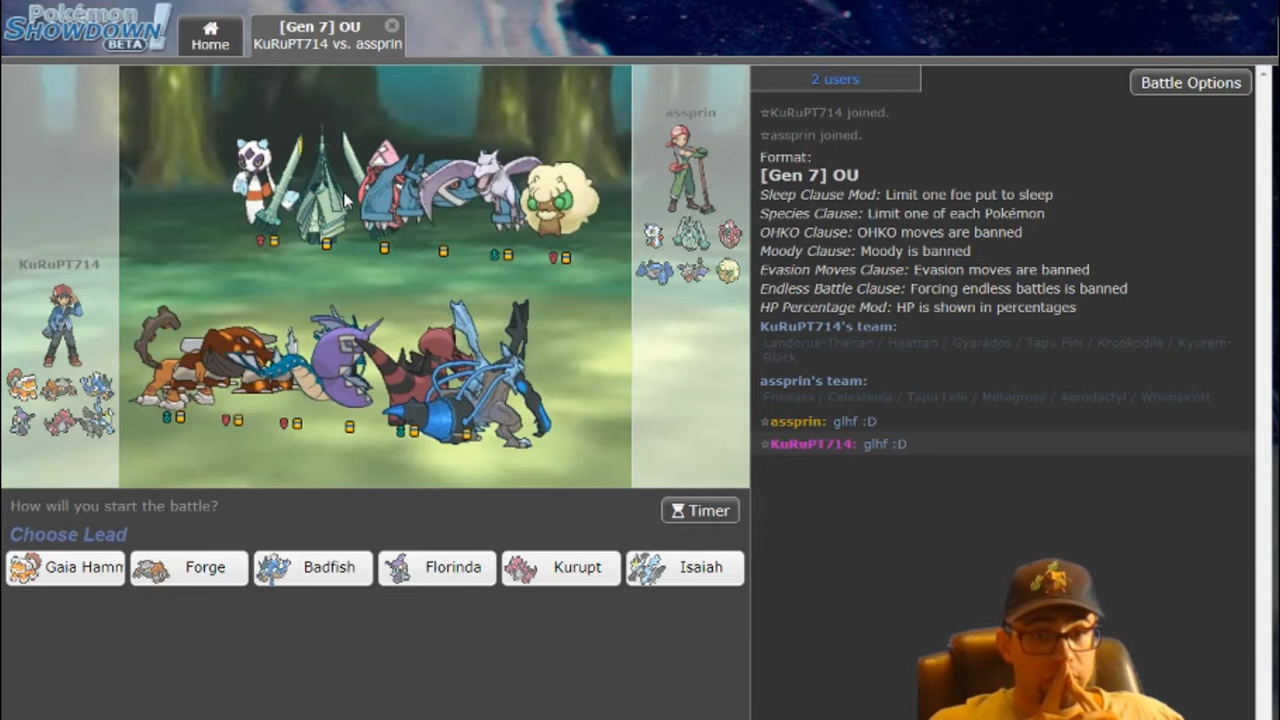 Pokémon
SHOWDOWN!
BETA
Home
[Gen 7] OU
KuRuPT714 vs. assprin
2 users
Battle Options
☆KuRuPT714 joined.
☆assprin joined.
Format:
[Gen 7] OU
Sleep Clause Mod: Limit one foe put to sleep
Species Clause: Limit one of each Pokémon
OHKO Clause: OHKO moves are banned
Moody Clause: Moody is banned
Evasion Moves Clause: Evasion moves are banned
Endless Battle Clause: Forcing endless battles is banned
HP Percentage Mod: HP is shown in percentages
KuRuPT714's team:
Landorus-Therian / Heatran / Gyarados / Tapu Fini / Krookodile / Kyurem-
Black
assprin's team:
Froslass / Celesteela / Tapu Lele / Metagross / Aerodactyl / Whimsicott
☆assprin: glhf :D
☆KuRuPT714: glhf :D
assprin
KuRuPT714
How will you start the battle?
Timer
Choose Lead
Gaia Hamm
Forge
Badfish
Florinda
Kurupt
Isaiah